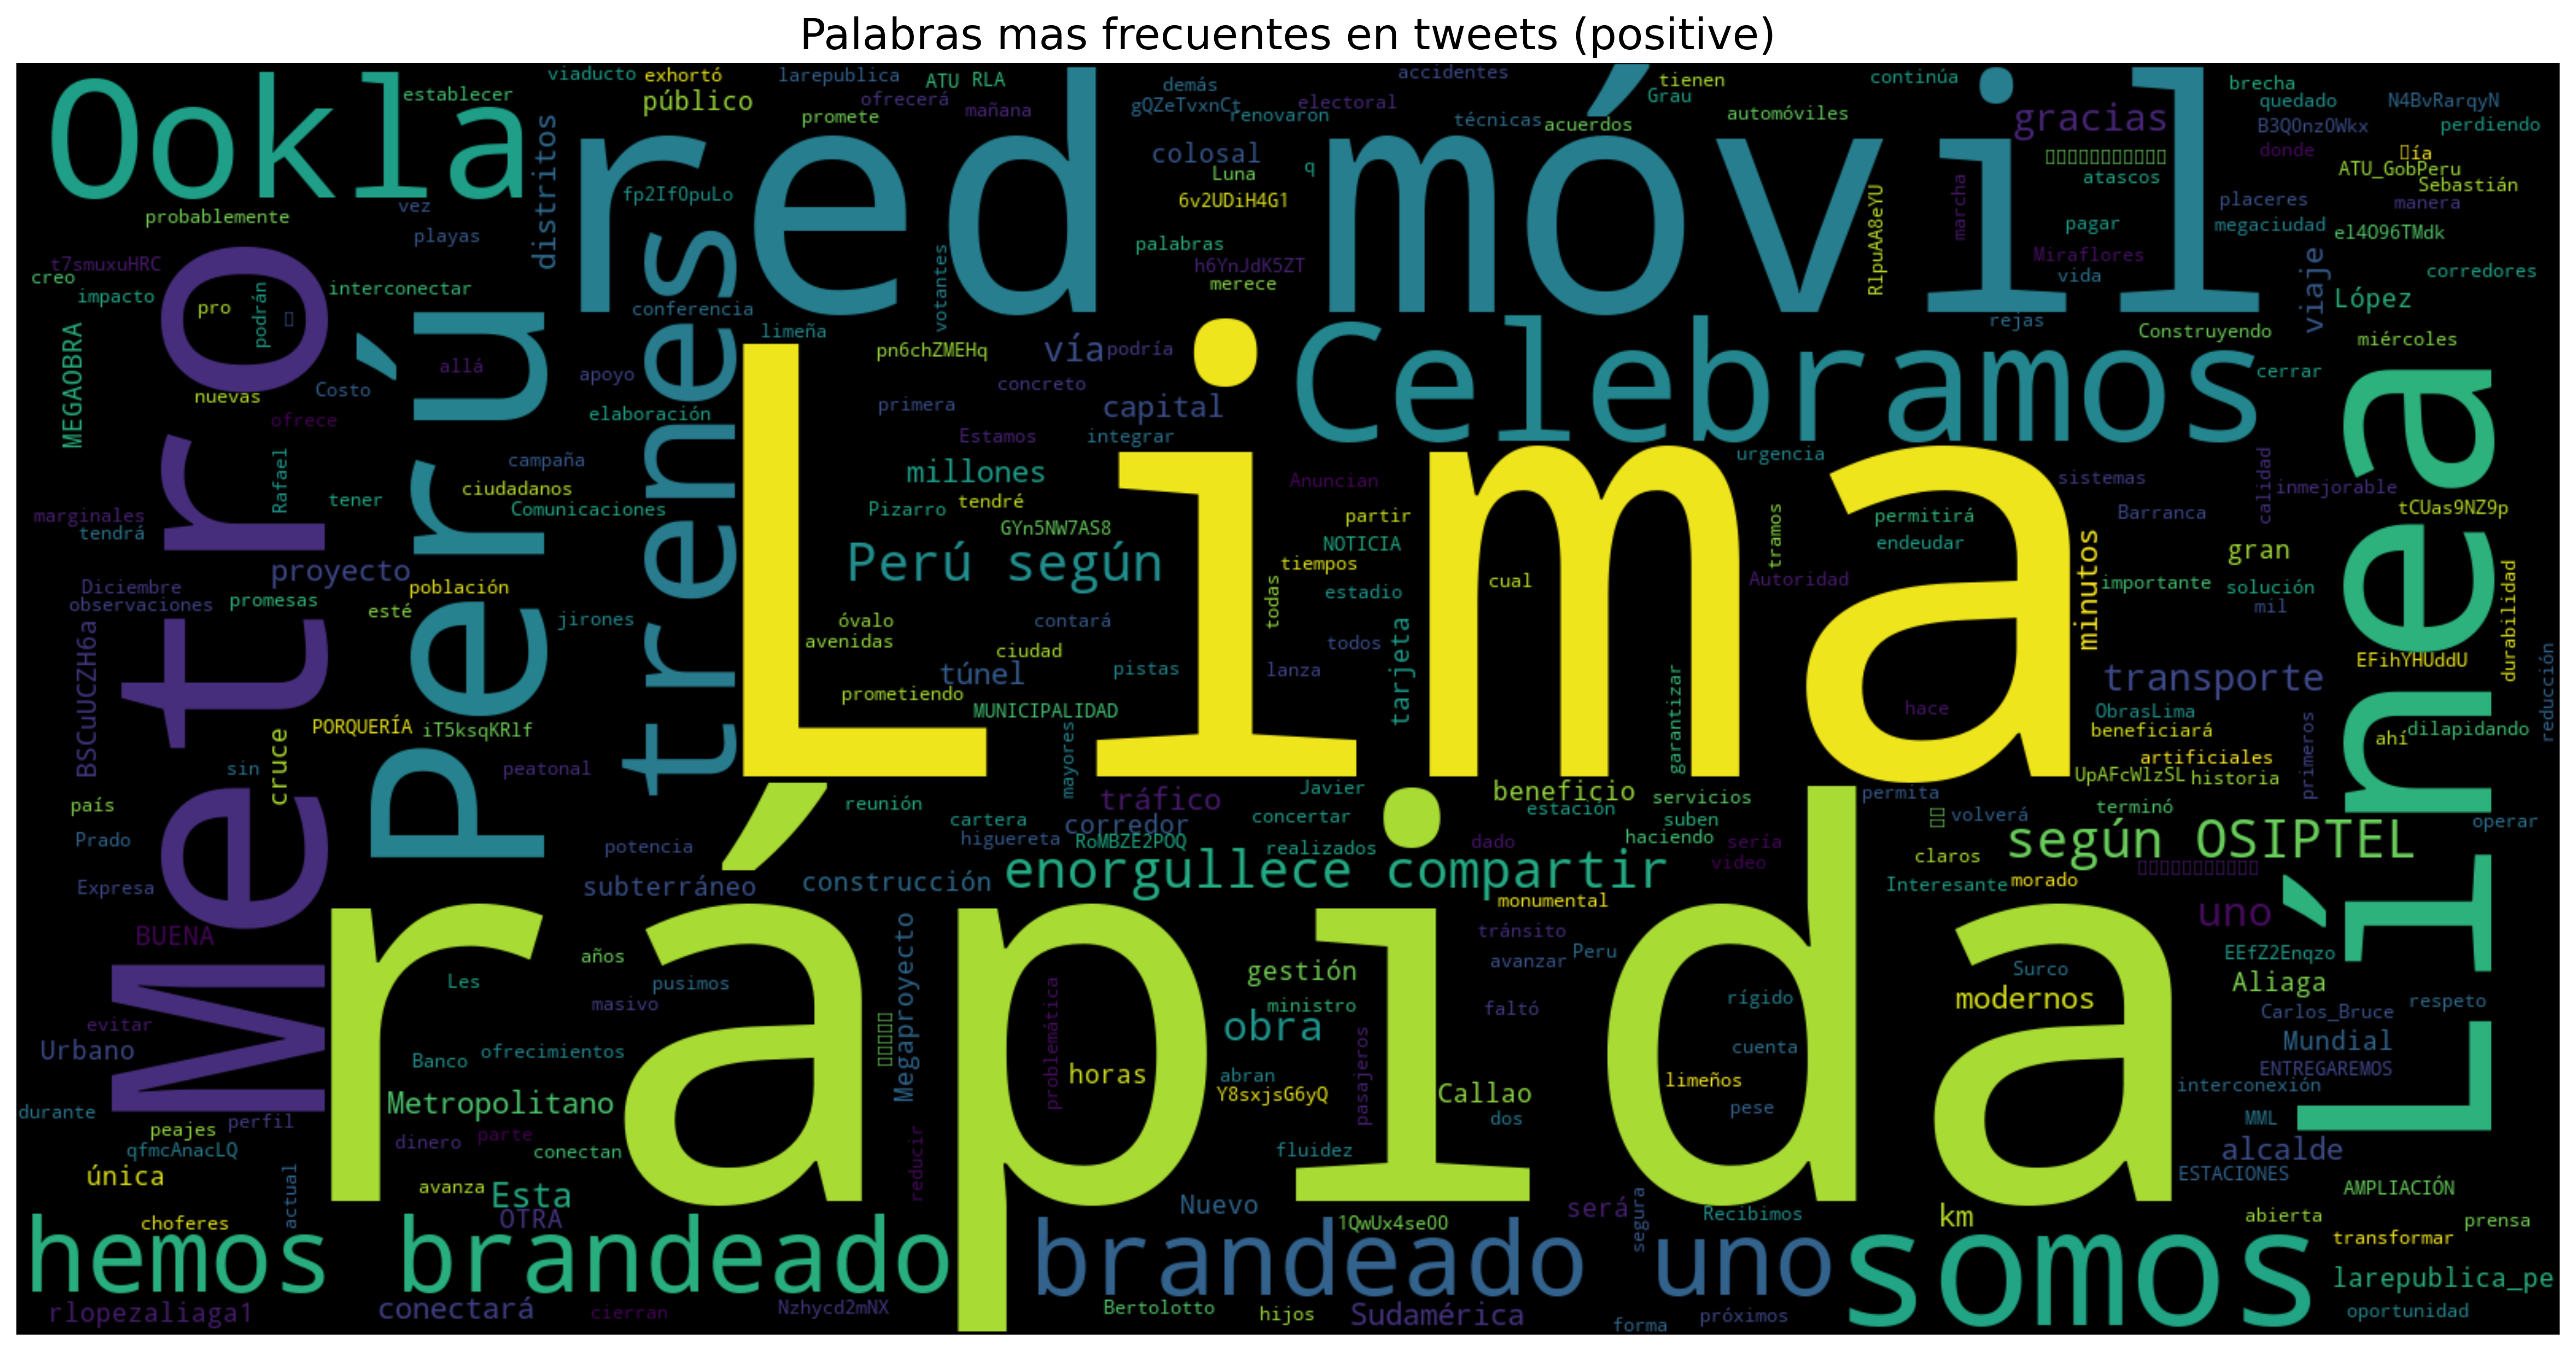 Palabras mas frecuentes en tweets (positive)
Ookla
red móvil
establecer
viaducto
exhortó
larepublica
ATU
RLA
público
ofrecerá
promete
mañana
demás
gQZeTvxnCt
renovaron
electoral
accidentes
técnicas
acuerdos
tienen
Grau
automóviles
continúa
gracias
brecha
quedado
N4BvRarqyN
B3QOnzOWkx
perdiendo
donde
ía
ATU_GobPeru
Sebastián
manera
placeres
megaciudad
el4O96TMdk
corredores
atascos
pagar
Miraflores
vida
marcha
RlpuAA8eYU
colosal
Luna
q
6v2UDiH4G1
palabras
h6YnJdK5ZT
merece
votantes
distritos
fp2If0puLo
probablemente
vez
playas
t7smuxuHRC
creo
impacto
interconectar
pro
podrán
conferencia
limeña
rejas
Construyendo
viaje
López
miércoles
cerrar
Metro
Perú
trenes
Lima
Celebramos
Línea
MEGAOBRA
nuevas
Costo
ofrece
allá
apoyo
elaboración
pn6chZMEHq
vía
podría
concreto
primera
capital
Estamos
integrar
urgencia
sistemas
calidad
inmejorable
Rafael
campaña
ciudadanos
tener
Comunicaciones
marginales
tendrá
millones
tendré
Pizarro
GYn5NW7AS8
Anuncian
partir
NOTICIA
tiempos
tramos
permitirá
endeudar
Barranca
tCUas9NZ9p
gran
Perú según
cual
Autoridad
minutos
importante
solución
mil
durabilidad
proyecto
Diciembre
observaciones
promesas
población
esté
jirones
óvalo
avenidas
contará
todas
estadio
todos
ciudad
túnel
pistas
lanza
tarjeta
prometiendo
MUNICIPALIDAD
garantizar
hace
transporte
EFihYHUddU
reducción
BSCuUCZH6a
PORQUERÍA
iT5ksqKRlf
cruce
sin
peatonal
mayores
ObrasLima
beneficiará
artificiales
UpAFcWlzSL
historia
primeros
ahí
dilapidando
país
Prado
Expresa
potencia
reunión
cartera
higuereta
tráfico
corredor
RoMBZE2POQ
Javier
concertar
realizados
beneficio
estación
servicios
suben
haciendo
dado
sería
video
permita
volverá
terminó
claros
según OSIPTEL
operar
rápida
subterráneo
construcción
enorgullece compartir
monumental
Interesante
morado
uno
BUENA
años
Les
pusimos
masivo
Megaproyecto
gestión
ministro
obra
tránsito
avanzar
Peru
faltó
rígido
Surco
modernos
EEfZ2Enqzo
Aliaga
Carlos_Bruce
respeto
Mundial
ENTREGAREMOS
interconexión
evitar
Urbano
Banco
ofrecimientos
problemática
horas
abran
Y8sxjsG6yQ
pasajeros
Callao
dos
cuenta
limeños
pese
MML
durante
perfil
peajes
qfmcAnacLQ
Metropolitano
dinero
parte
conectan
reducir
fluidez
alcalde
ESTACIONES
única
actual
choferes
avanza
Esta
OTRA
Nuevo
1QwUx4seOO
será
segura
Recibimos
km
AMPLIACIÓN
abierta
prensa
transformar
hemos brandeado
brandeado uno
somos
larepublica_pe
rlopezaliaga1
conectará
cierran
Nzhycd2mNX
Bertolotto
hijos
Sudamérica
forma
próximos
oportunidad